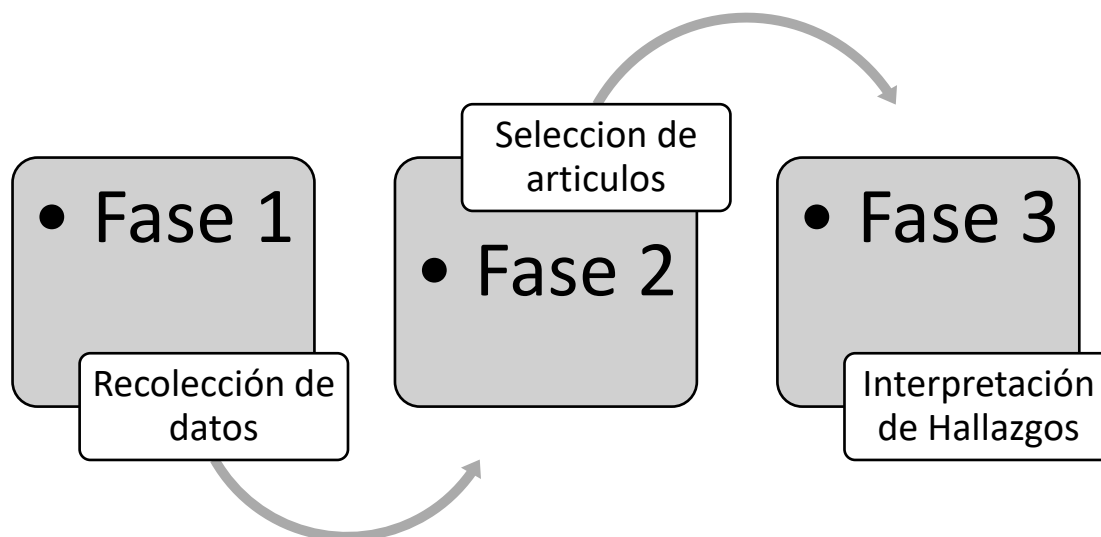 • Fase 1
Recolección de
datos
Seleccion de
articulos
• Fase 2
• Fase 3
Interpretación
de Hallazgos